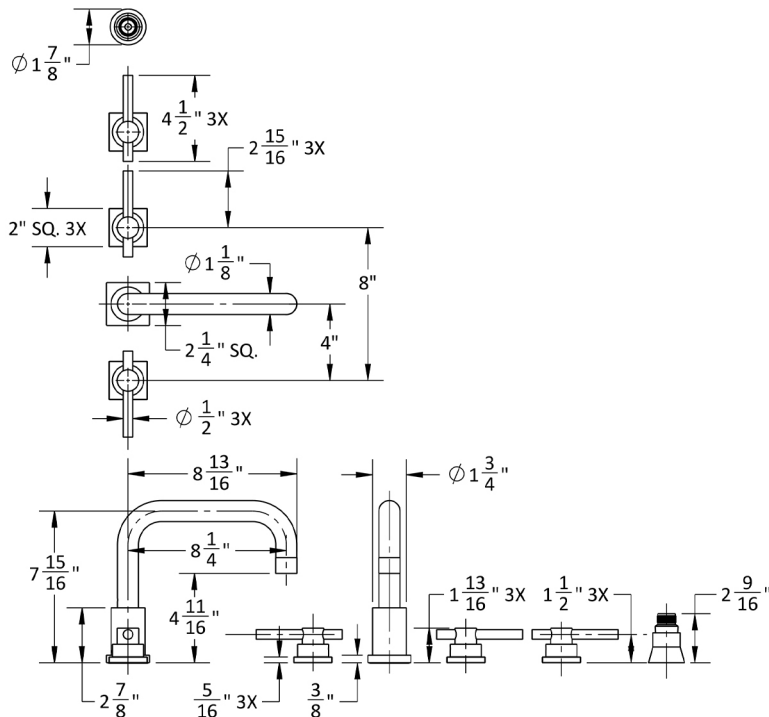 Ø 1 7/8"
4 1/2" 3X
2 15/16" 3X
2" SQ. 3X
Ø 1 1/8"
8"
2 1/4" SQ.
4"
Ø 1/2" 3X
8 13/16"
Ø 1 3/4"
8 1/4"
7 15/16"
4 11/16"
1 13/16" 3X
1 1/2" 3X
2 9/16"
2 7/8"
5/16" 3X
3/8"